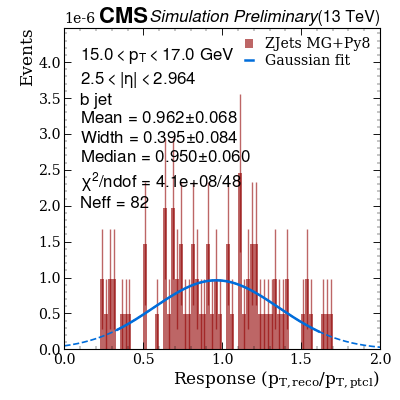 1e-6 CMS Simulation Preliminary (13 TeV)
Events
15.0 < pT < 17.0 GeV
2.5 < |η| < 2.964
b jet
Mean = 0.962±0.068
Width = 0.395±0.084
Median = 0.950±0.060
χ²/ndof = 4.1e+08/48
Neff = 82
ZJets MG+Py8
Gaussian fit
4.0
3.5
3.0
2.5
2.0
1.5
1.0
0.5
0.0
0.0 0.5 1.0 1.5 2.0
Response (pT,reco/pT,ptcl)